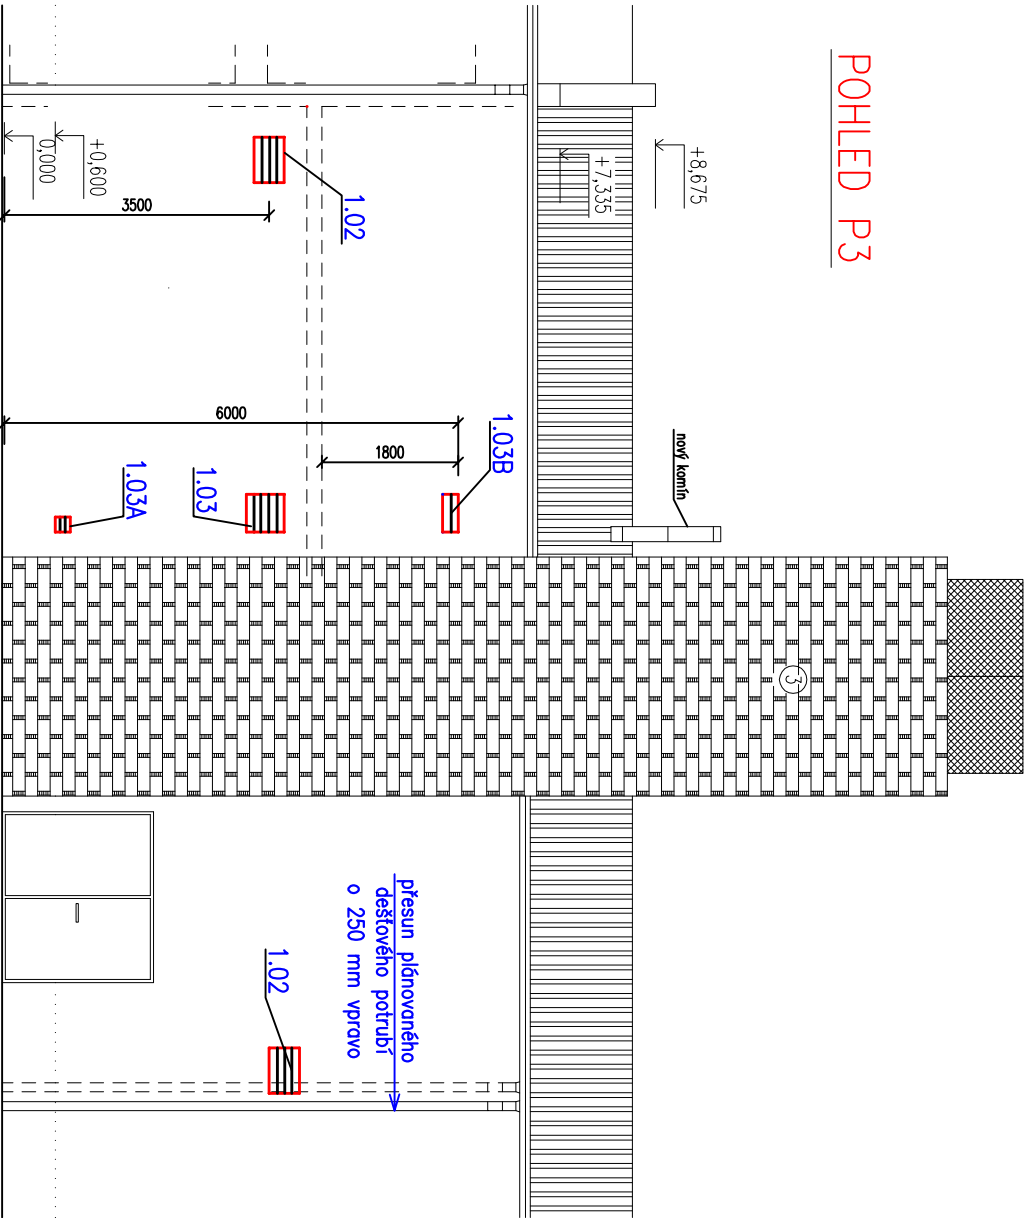 POHLED P3
+8,675
+7,335
+0,600
0,000
3500
1.02
6000
1800
1.03B
1.03
1.03A
nový komín
3
přesun plánovaného
dešťového potrubí
o 250 mm vpravo
1.02